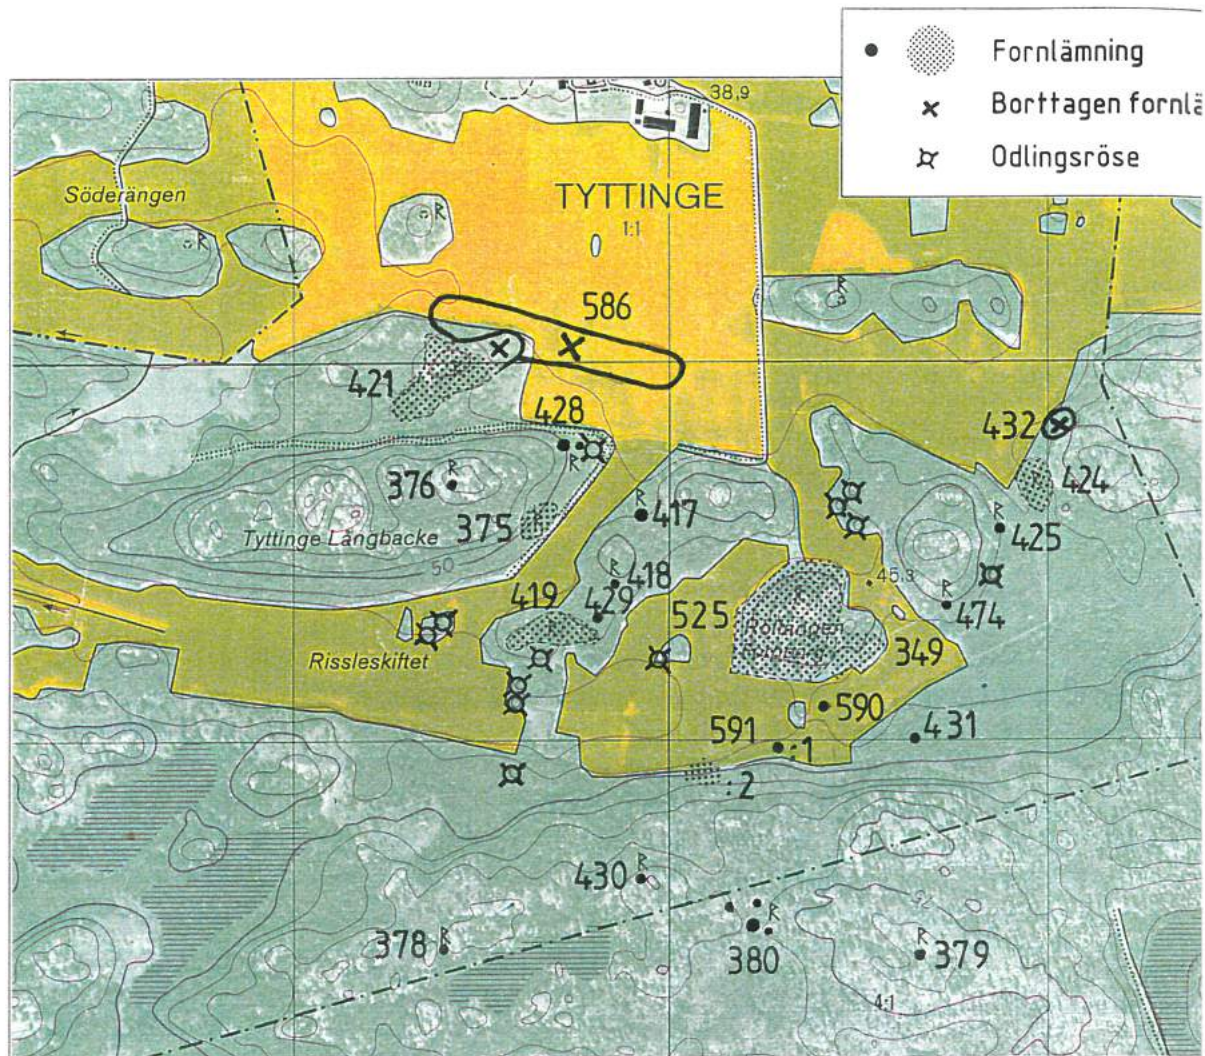 Fornlämning
Borttagen fornlä
Odlingsröse
38,9
Söderängen
R
R
TYTTINGE
1:1
R
586
421
428
R
432
424
376
R
R
417
R
425
375
R
Tyttinge Långbacke
50
R
418
45.3
419
429
R
525
R
474
Rissleskiftet
R
349
590
591
:1
431
:2
430
R
75
378
R
R
380
R
379
4:1